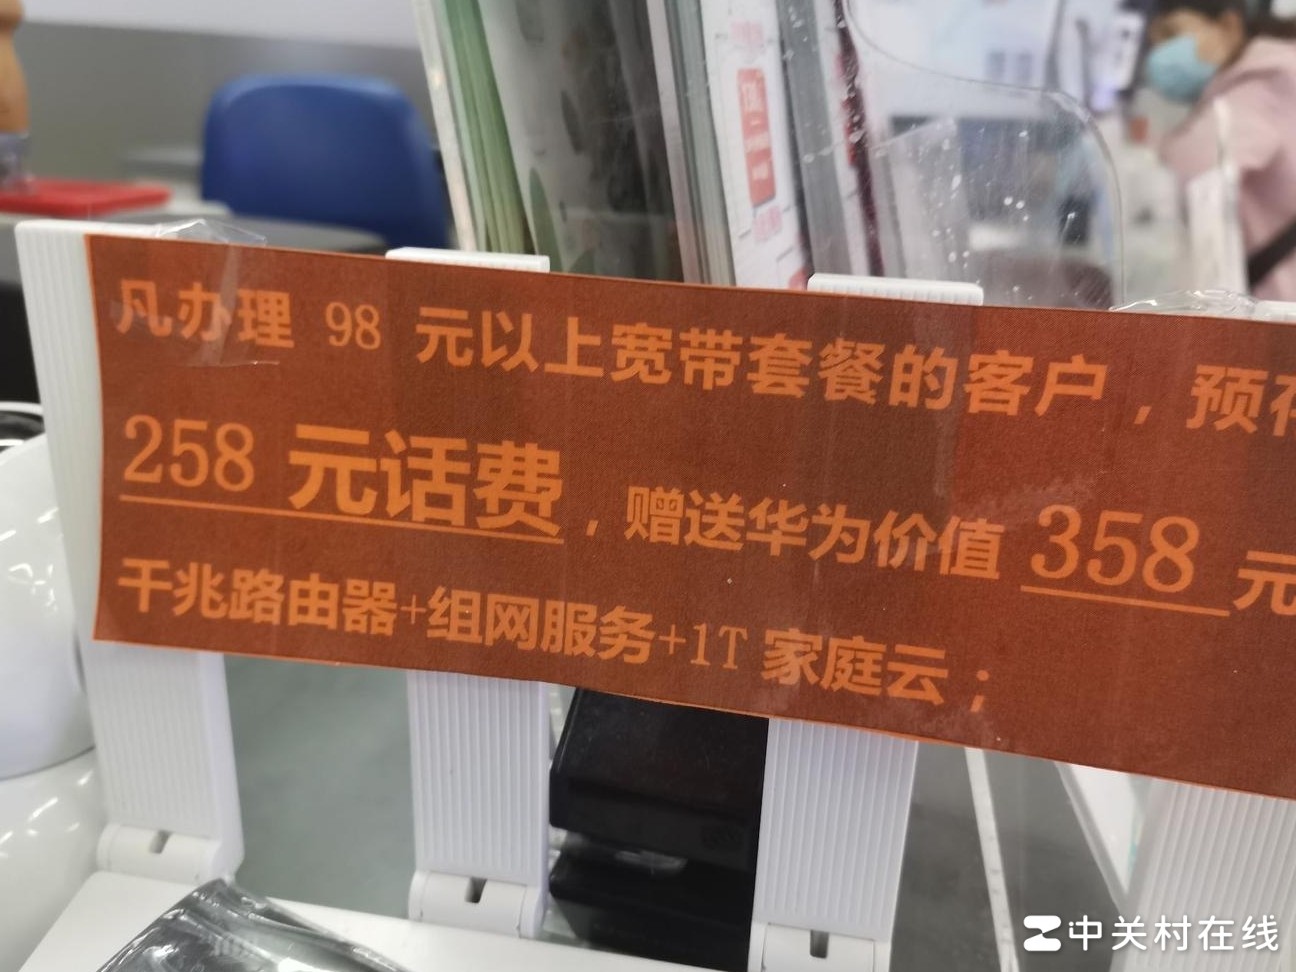 凡办理 98 元以上宽带套餐的客户，预存
258 元话费，赠送华为价值 358 元
千兆路由器+组网服务+1T 家庭云；
中关村在线